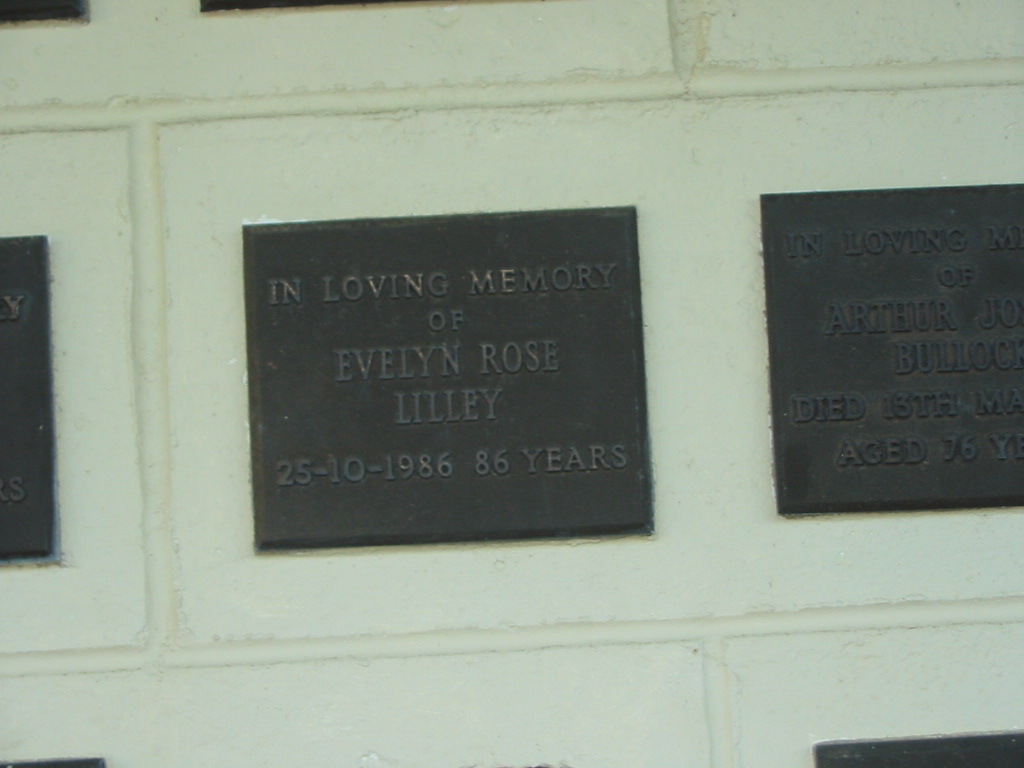 IN LOVING MEMORY
OF
EVELYN ROSE
LILLEY
25-10-1986 86 YEARS
IN LOVING
OF
ARTHUR
BULLOCK
DIED 13TH
AGED 76